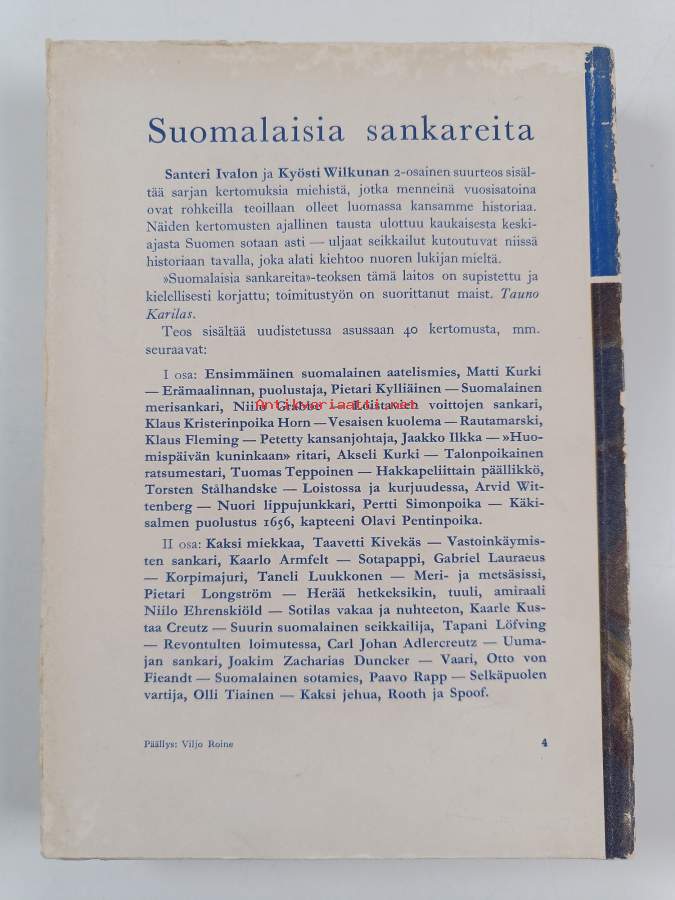 Suomalaisia sankareita
Santeri Ivalon ja Kyösti Wilkunan 2-osainen suurteos sisäl-
tää sarjan kertomuksia miehistä, jotka menneinä vuosisatoina
ovat rohkeilla teoillaan olleet luomassa kansamme historiaa.
Näiden kertomusten ajallinen tausta ulottuu kaukaisesta keski-
ajasta Suomen sotaan asti — uljaat seikkailut kutoutuvat niissä
historiaan tavalla, joka alati kiehtoo nuoren lukijan mieltä.
»Suomalaisia sankareita»-teoksen tämä laitos on supistettu ja
kielellisesti korjattu; toimitustyön on suorittanut maist. Tauno
Karilas.
Teos sisältää uudistetussa asussaan 40 kertomusta, mm.
seuraavat:
I osa: Ensimmäinen suomalainen aatelismies, Matti Kurki
— Erämaalinnan, puolustaja, Pietari Kylliäinen — Suomalainen
merisankari, Niilo Grabbe — Loistavien voittojen sankari,
Antikvariaatti.net
Klaus Kristerinpoika Horn — Vesaisen kuolema — Rautamarski,
Klaus Fleming — Petetty kansanjohtaja, Jaakko Ilkka — »Huo-
mispäivän kuninkaan» ritari, Akseli Kurki — Talonpoikainen
ratsumestari, Tuomas Teppoinen — Hakkapeliittain päällikkö,
Torsten Stålhandske — Loistossa ja kurjuudessa, Arvid Wit-
tenberg — Nuori lippujunkkari, Pertti Simonpoika — Käki-
salmen puolustus 1656, kapteeni Olavi Pentinpoika.
II osa: Kaksi miekkaa, Taavetti Kivekäs — Vastoinkäymis-
ten sankari, Kaarlo Armfelt — Sotapappi, Gabriel Lauraeus
— Korpimajuri, Taneli Luukkonen — Meri- ja metsäsissi,
Pietari Longström — Herää hetkeksikin, tuuli, amiraali
Niilo Ehrenskiöld — Sotilas vakaa ja nuhteeton, Kaarle Kus-
taa Creutz — Suurin suomalainen seikkailija, Tapani Löfving
— Revontulten loimutessa, Carl Johan Adlercreutz — Uuma-
jan sankari, Joakim Zacharias Duncker — Vaari, Otto von
Fieandt — Suomalainen sotamies, Paavo Rapp — Selkäpuolen
vartija, Olli Tiainen — Kaksi jehua, Rooth ja Spoof.
Päällys: Viljo Roine 4